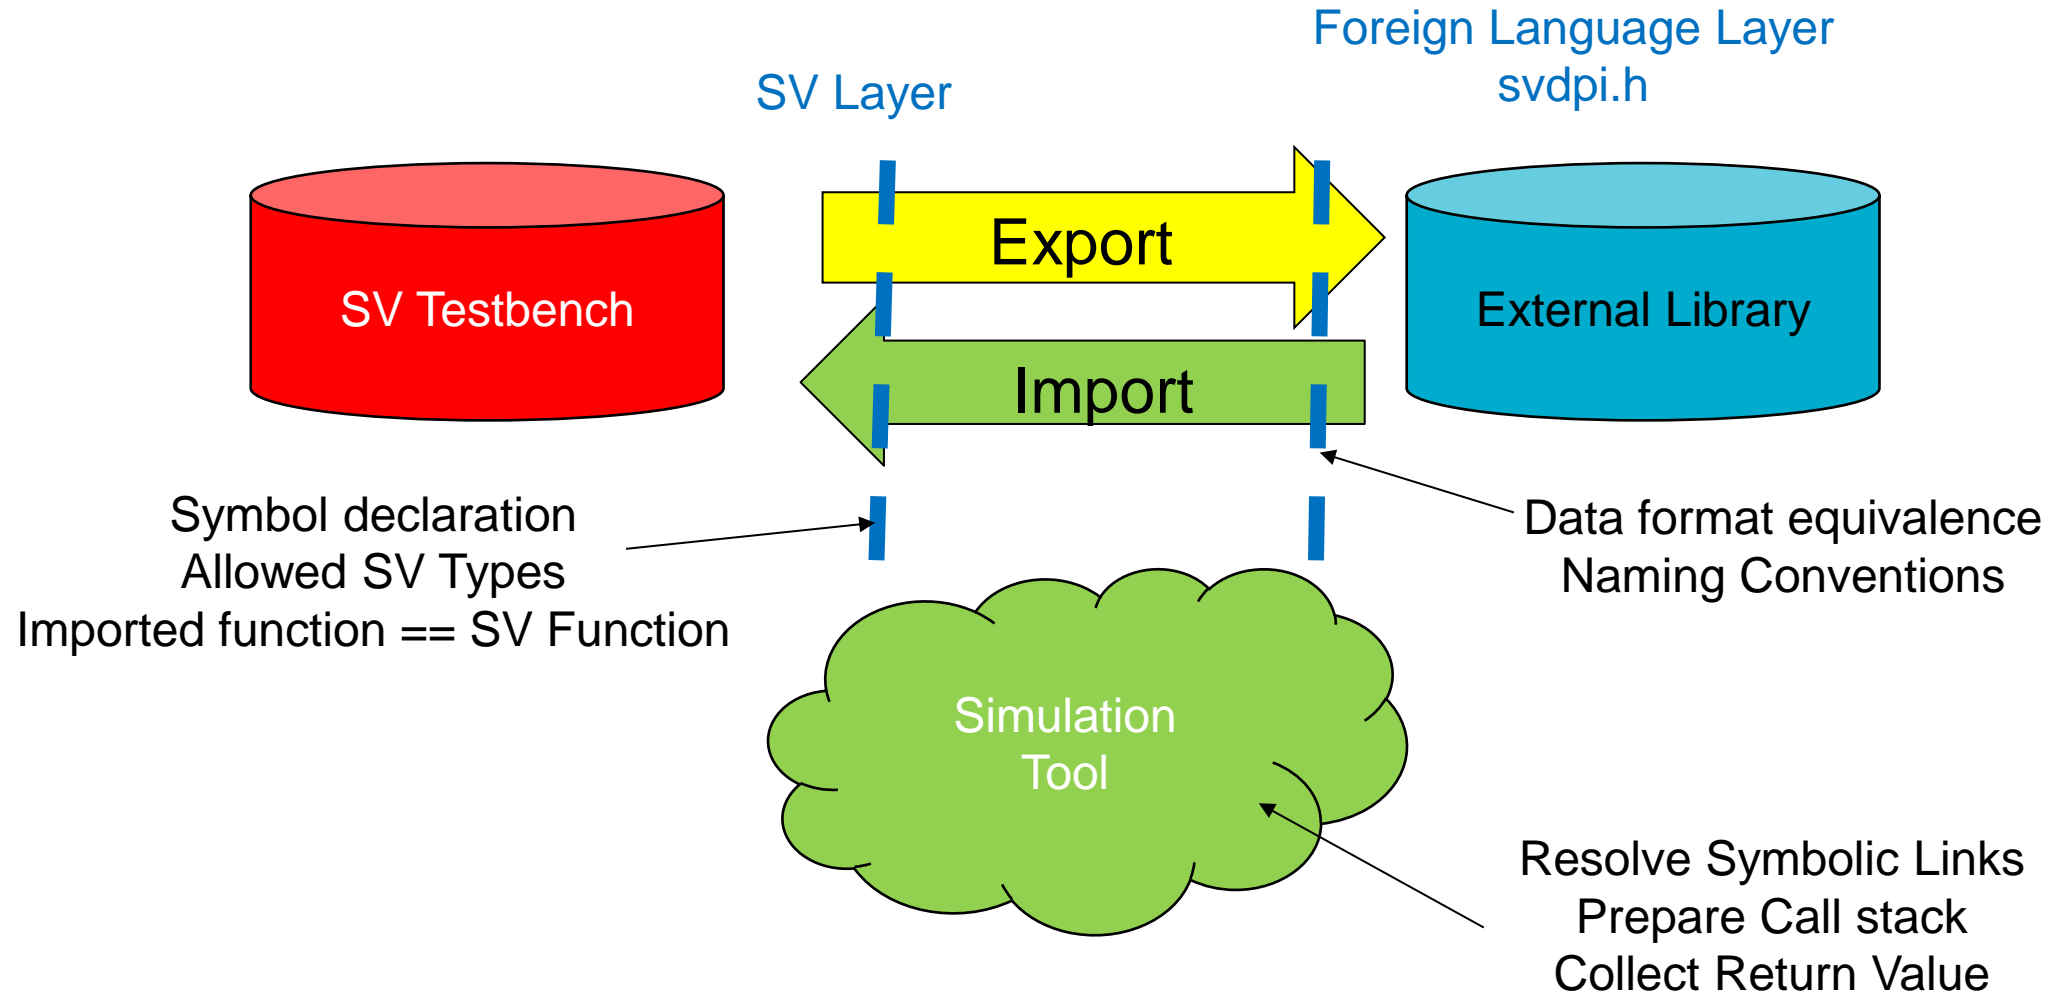 Foreign Language Layer
svdpi.h
SV Layer
Export
SV Testbench
External Library
Import
Symbol declaration
Allowed SV Types
Imported function == SV Function
Data format equivalence
Naming Conventions
Simulation
Tool
Resolve Symbolic Links
Prepare Call stack
Collect Return Value